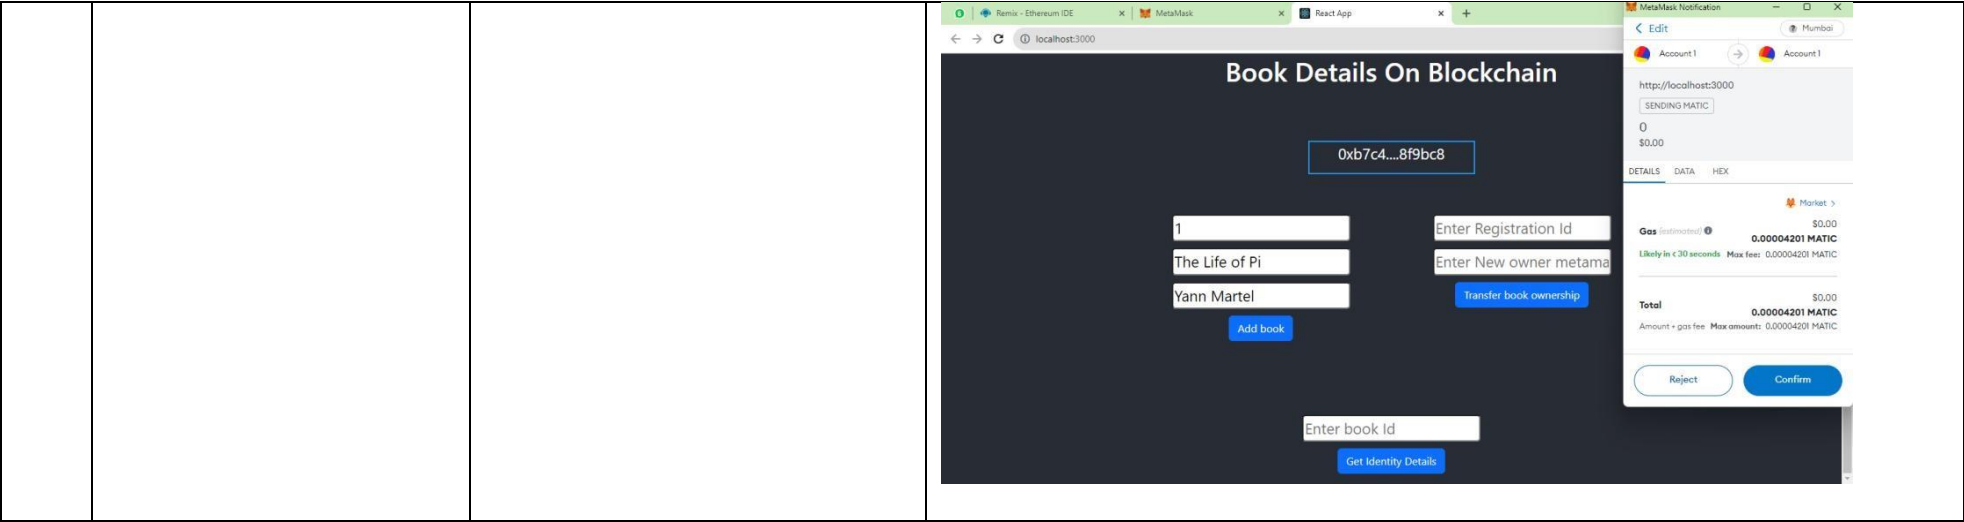 Remix - Ethereum IDE
MetaMask
React App
localhost:3000
Book Details On Blockchain
0xb7c4....8f9bc8
1
The Life of Pi
Yann Martel
Add book
Enter Registration Id
Enter New owner metama
Transfer book ownership
Enter book Id
Get Identity Details
MetaMask Notification
Edit
Mumbai
Account 1
Account 1
http://localhost:3000
SENDING MATIC
0
$0.00
DETAILS DATA HEX
Market >
$0.00
Gas (estimated) 0.00004201 MATIC
Likely in < 30 seconds Max fee: 0.00004201 MATIC
$0.00
Total 0.00004201 MATIC
Amount + gas fee Max amount: 0.00004201 MATIC
Reject Confirm